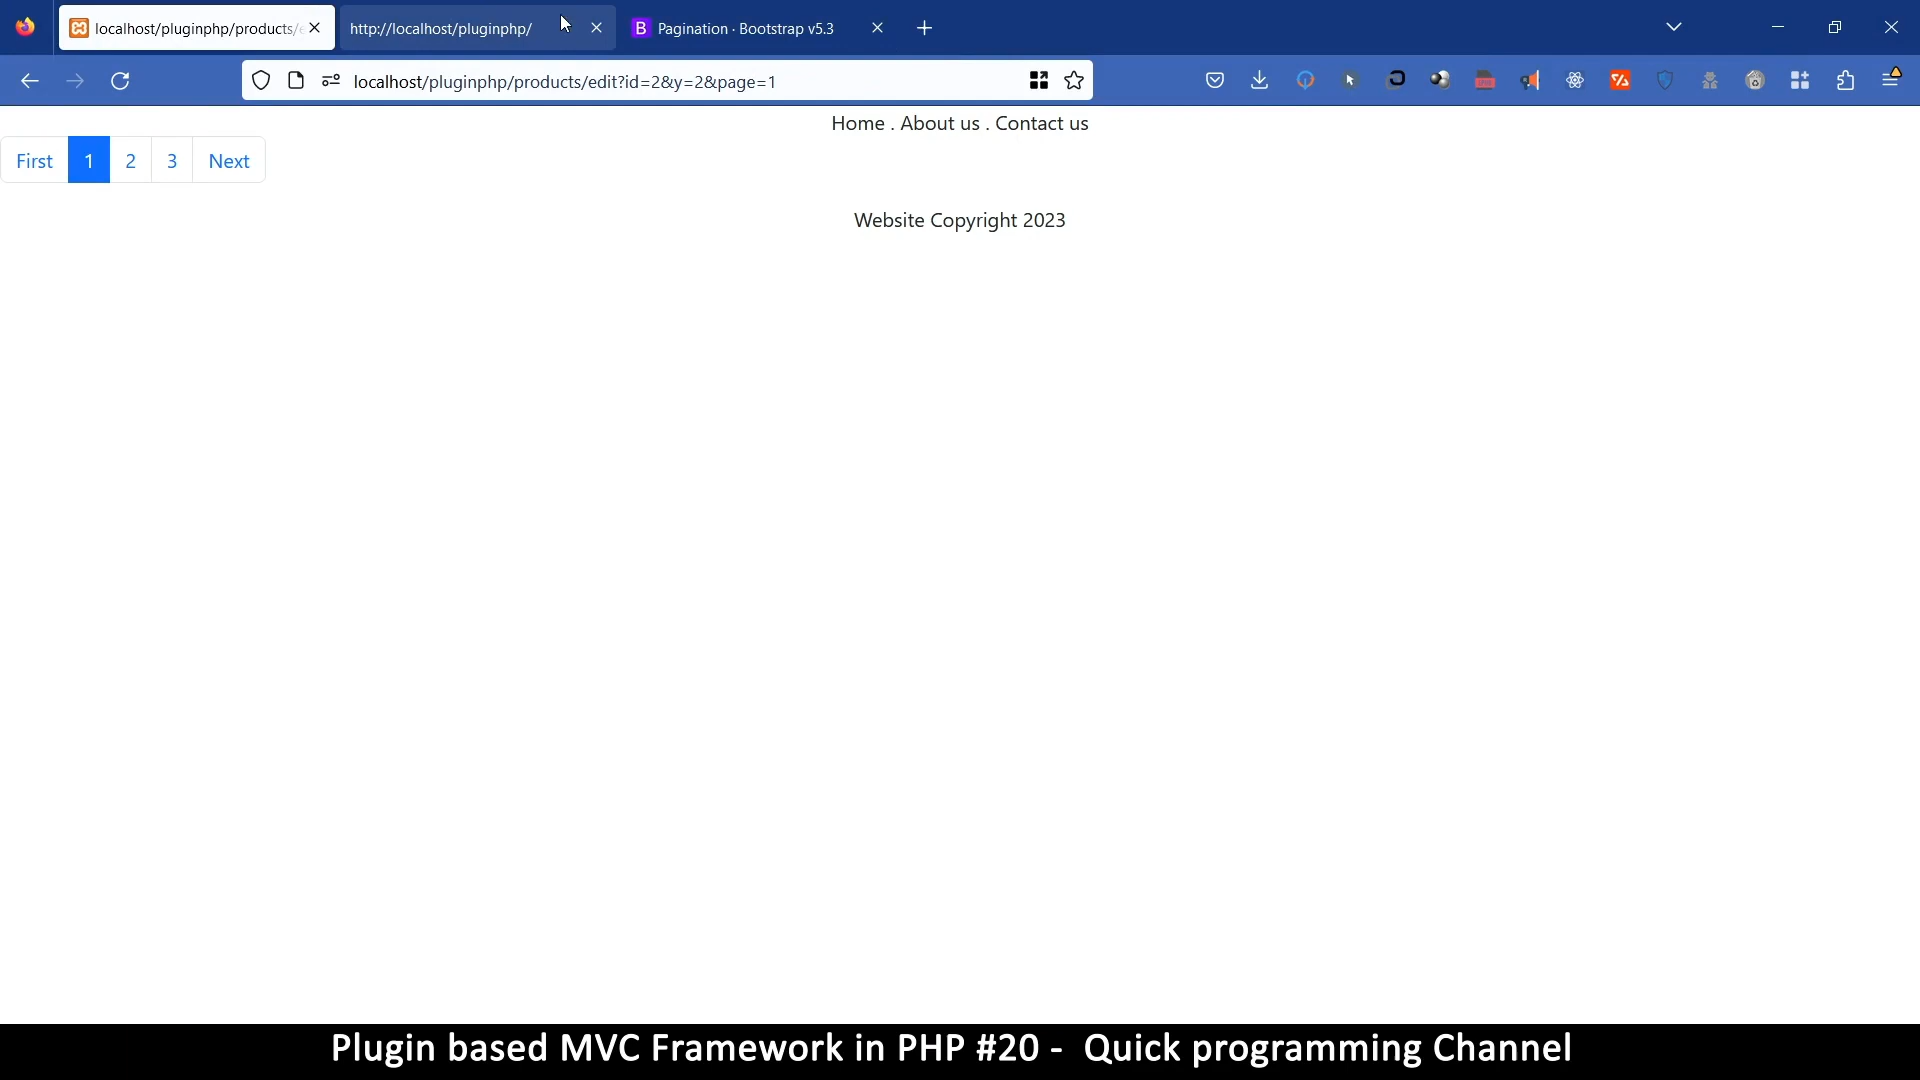 localhost/pluginphp/products/e
http://localhost/pluginphp/
B Pagination · Bootstrap v5.3
localhost/pluginphp/products/edit?id=2&y=2&page=1
Home . About us . Contact us
First 1 2 3 Next
Website Copyright 2023
Plugin based MVC Framework in PHP #20 - Quick programming Channel